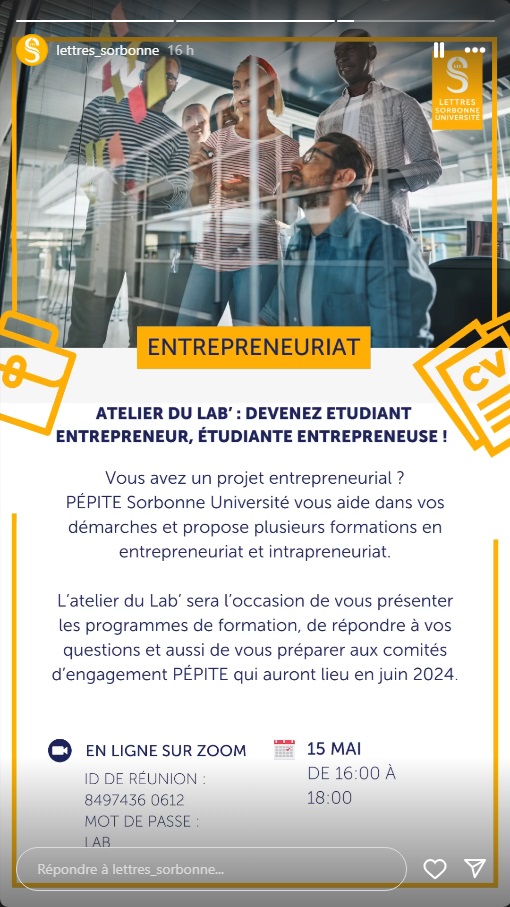 lettres_sorbonne 16 h
LETTRES
SORBONNE
UNIVERSITÉ
ENTREPRENEURIAT
CV
ATELIER DU LAB’ : DEVENEZ ETUDIANT
ENTREPRENEUR, ÉTUDIANTE ENTREPRENEUSE !
Vous avez un projet entrepreneurial ?
PÉPITE Sorbonne Université vous aide dans vos
démarches et propose plusieurs formations en
entrepreneuriat et intrapreneuriat.
L’atelier du Lab’ sera l’occasion de vous présenter
les programmes de formation, de répondre à vos
questions et aussi de vous préparer aux comités
d’engagement PÉPITE qui auront lieu en juin 2024.
EN LIGNE SUR ZOOM
ID DE RÉUNION :
8497436 0612
MOT DE PASSE :
LAB
15 MAI
DE 16:00 À
18:00
Répondre à lettres_sorbonne...